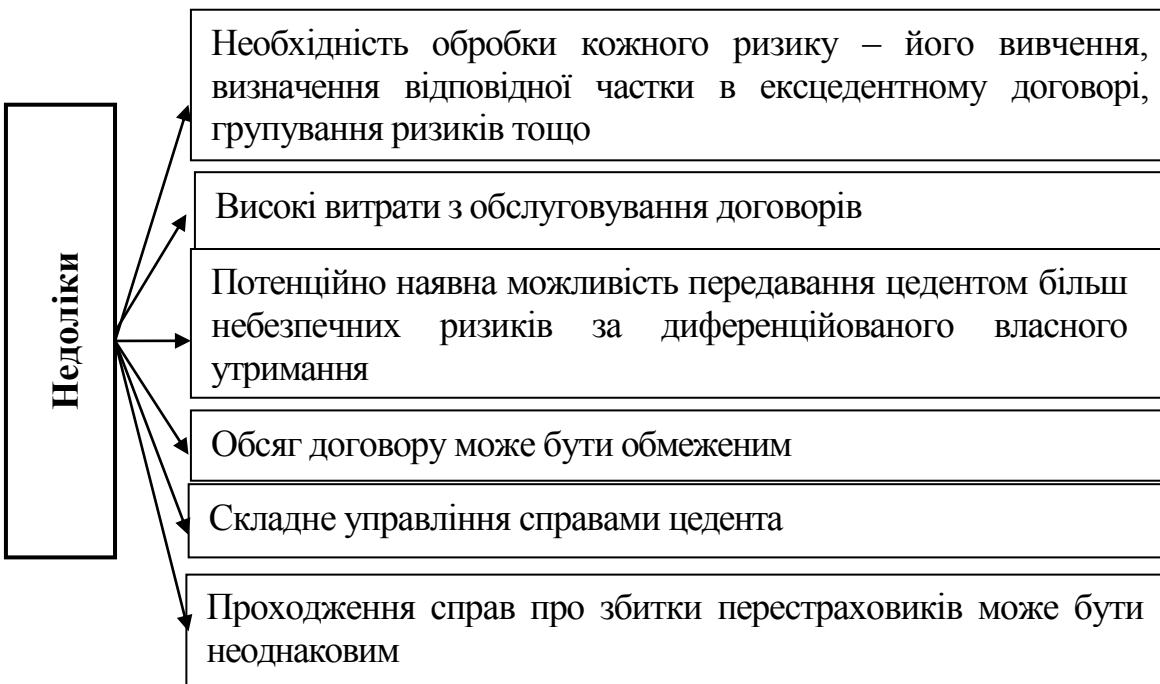 Недоліки
Необхідність обробки кожного ризику – його вивчення,
визначення відповідної частки в ексцедентному договорі,
групування ризиків тощо
Високі витрати з обслуговування договорів
Потенційно наявна можливість передавання цедентом більш
небезпечних ризиків за диференційованого власного
утримання
Обсяг договору може бути обмеженим
Складне управління справами цедента
Проходження справ про збитки перестраховиків може бути
неоднаковим